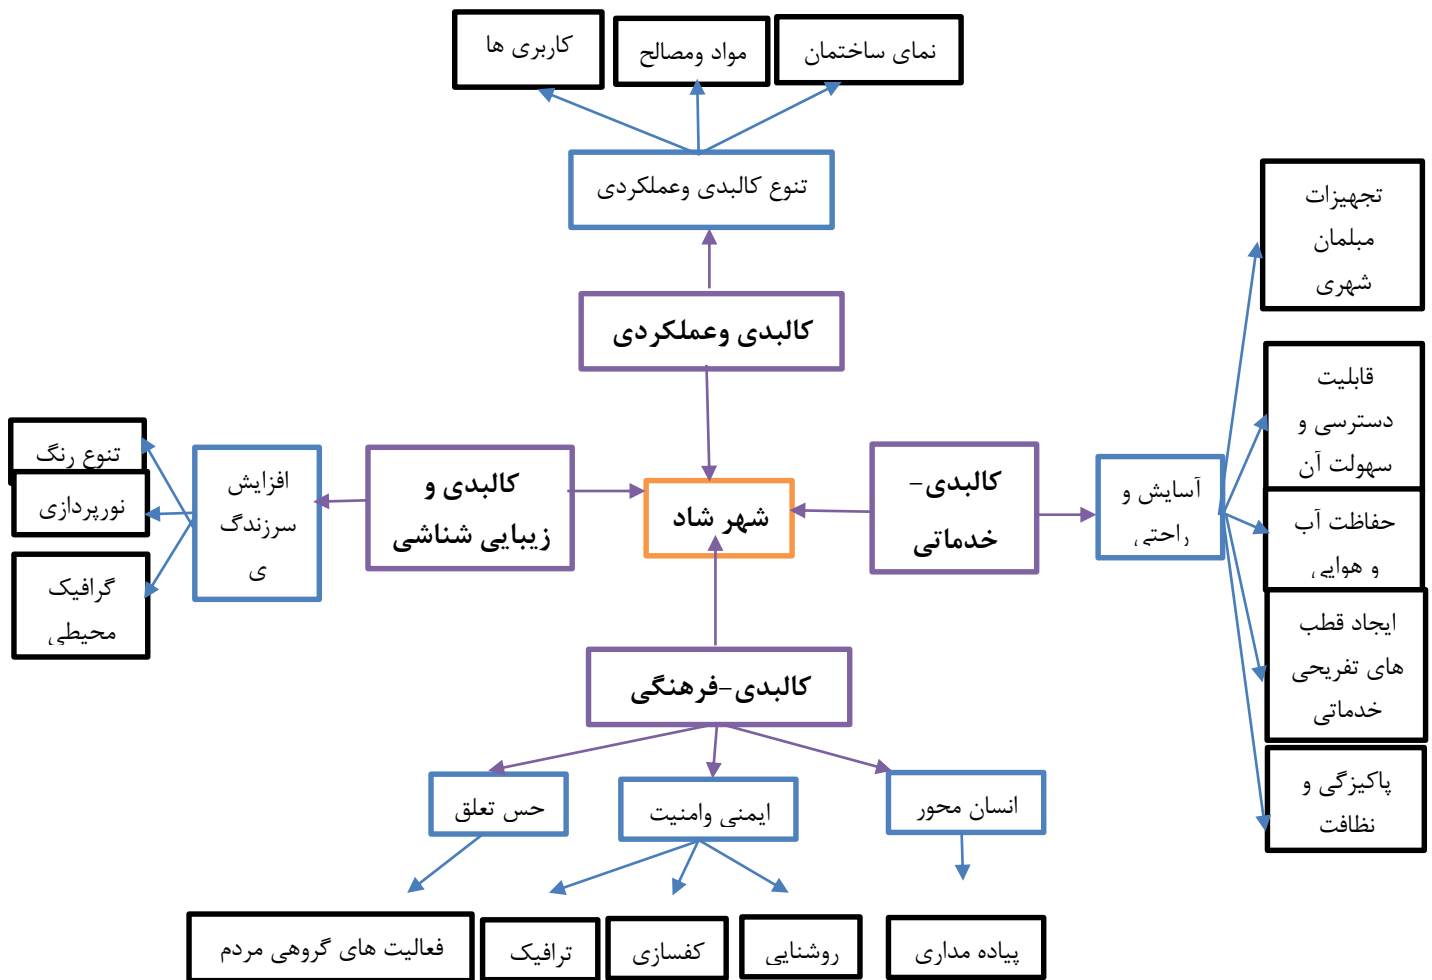 نمای ساختمان
مواد ومصالح
کاربری ها
تنوع کالبدی وعملکردی
تجهیزات
مبلمان
شهری
کالبدی وعملکردی
قابلیت
دسترسی و
سهولت آن
حفاظت آب
و هوایی
ایجاد قطب
های تفریحی
خدماتی
پاکیزگی و
نظافت
آسایش و
راحتی
کالبدی-
خدماتی
شهر شاد
کالبدی و
زیبایی شناشی
افزایش
سرزندگ
ی
تنوع رنگ
نورپردازی
گرافیک
محیطی
کالبدی-فرهنگی
انسان محور
ایمنی وامنیت
حس تعلق
پیاده مداری
روشنایی
کفسازی
ترافیک
فعالیت های گروهی مردم